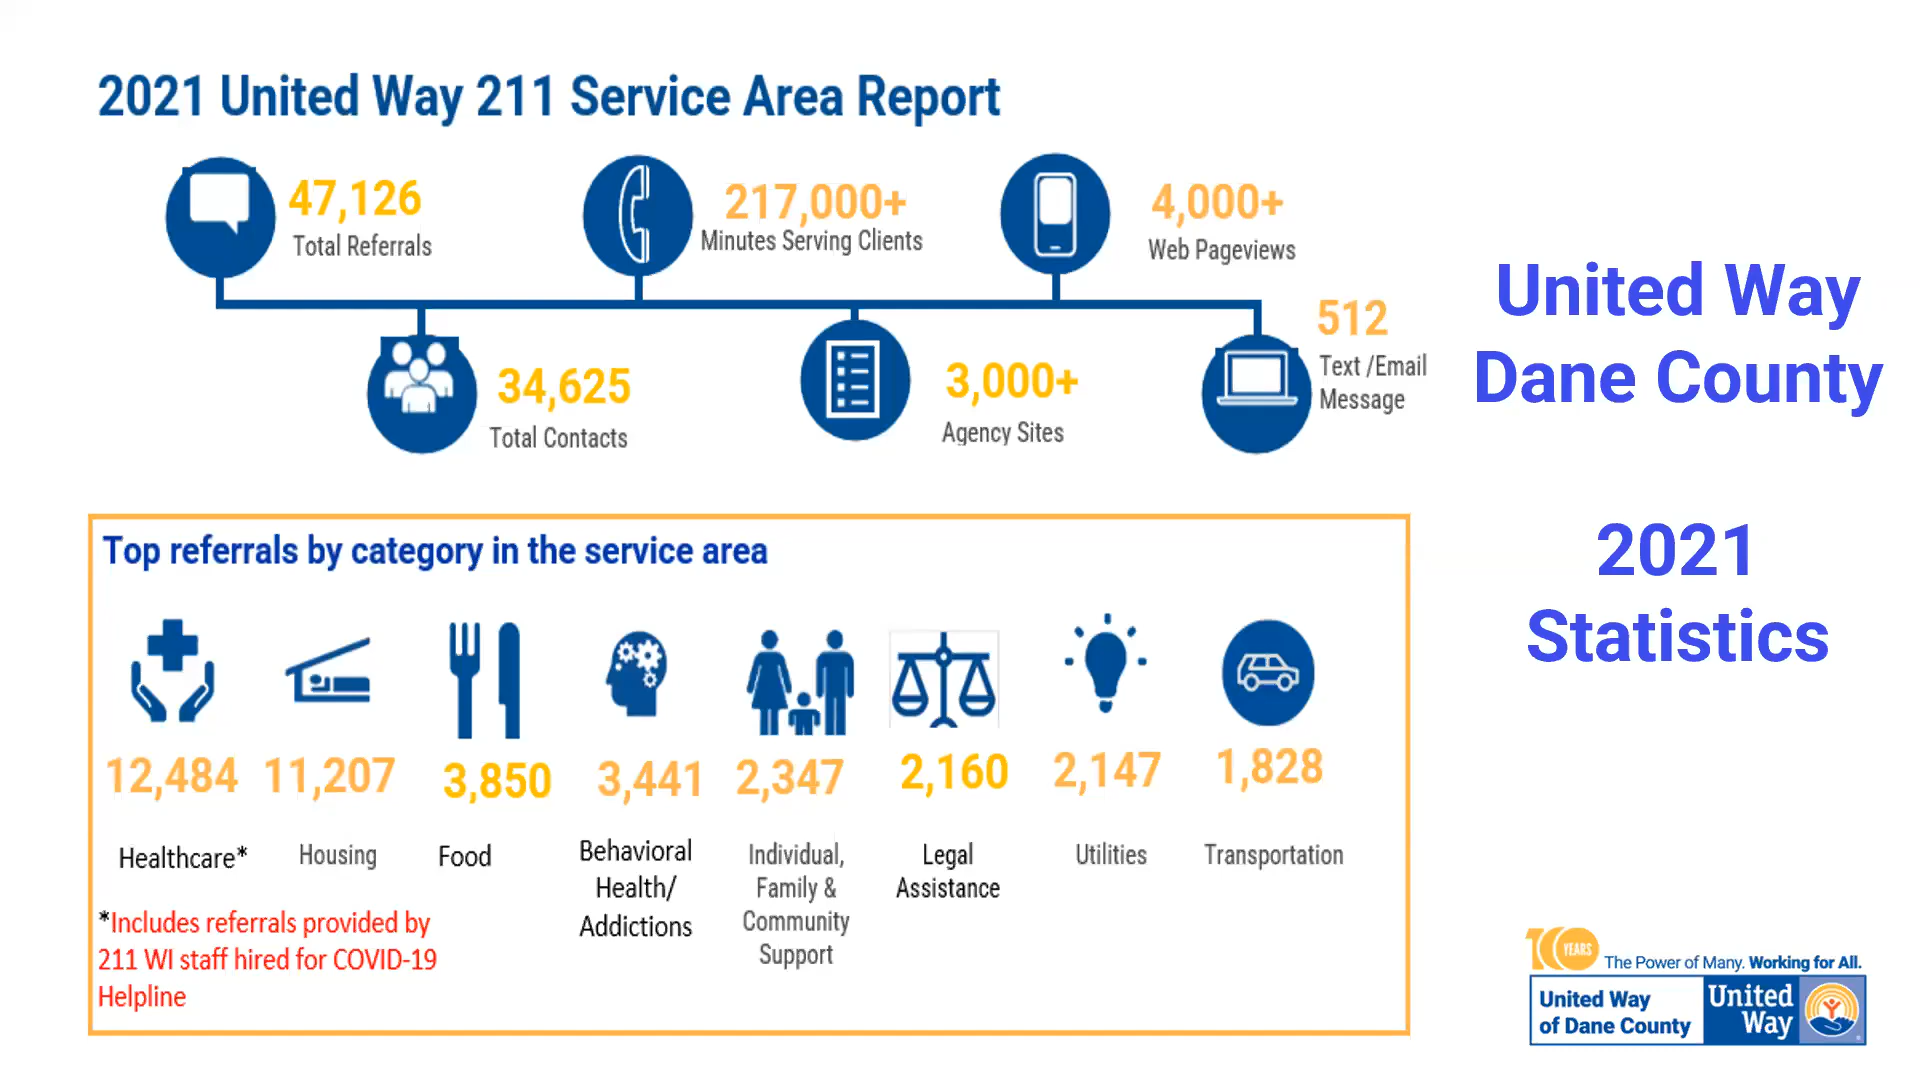 2021 United Way 211 Service Area Report
47,126
Total Referrals
217,000+
Minutes Serving Clients
4,000+
Web Pageviews
34,625
Total Contacts
3,000+
Agency Sites
512
Text /Email
Message
United Way
Dane County
2021
Statistics
Top referrals by category in the service area
12,484
Healthcare*
11,207
Housing
3,850
Food
3,441
Behavioral
Health/
Addictions
2,347
Individual,
Family &
Community
Support
2,160
Legal
Assistance
2,147
Utilities
1,828
Transportation
*Includes referrals provided by
211 WI staff hired for COVID-19
Helpline
100 YEARS
The Power of Many. Working for All.
United Way
of Dane County
United
Way